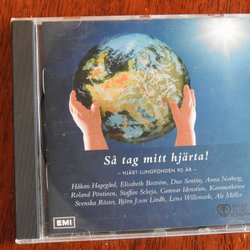 Så tag mitt hjärta!
- HJÄRT-LUNGFONDEN 90 ÅR -
Håkan Hagegård, Elisabeth Boström, Duo Sentire, Anna Norberg,
Roland Pöntinen, Staffan Scheja, Gunnar Idenstam, Kammarkören
Svenska Röster, Björn J:son Lindh, Lena Willemark, Ale Möller
EMI